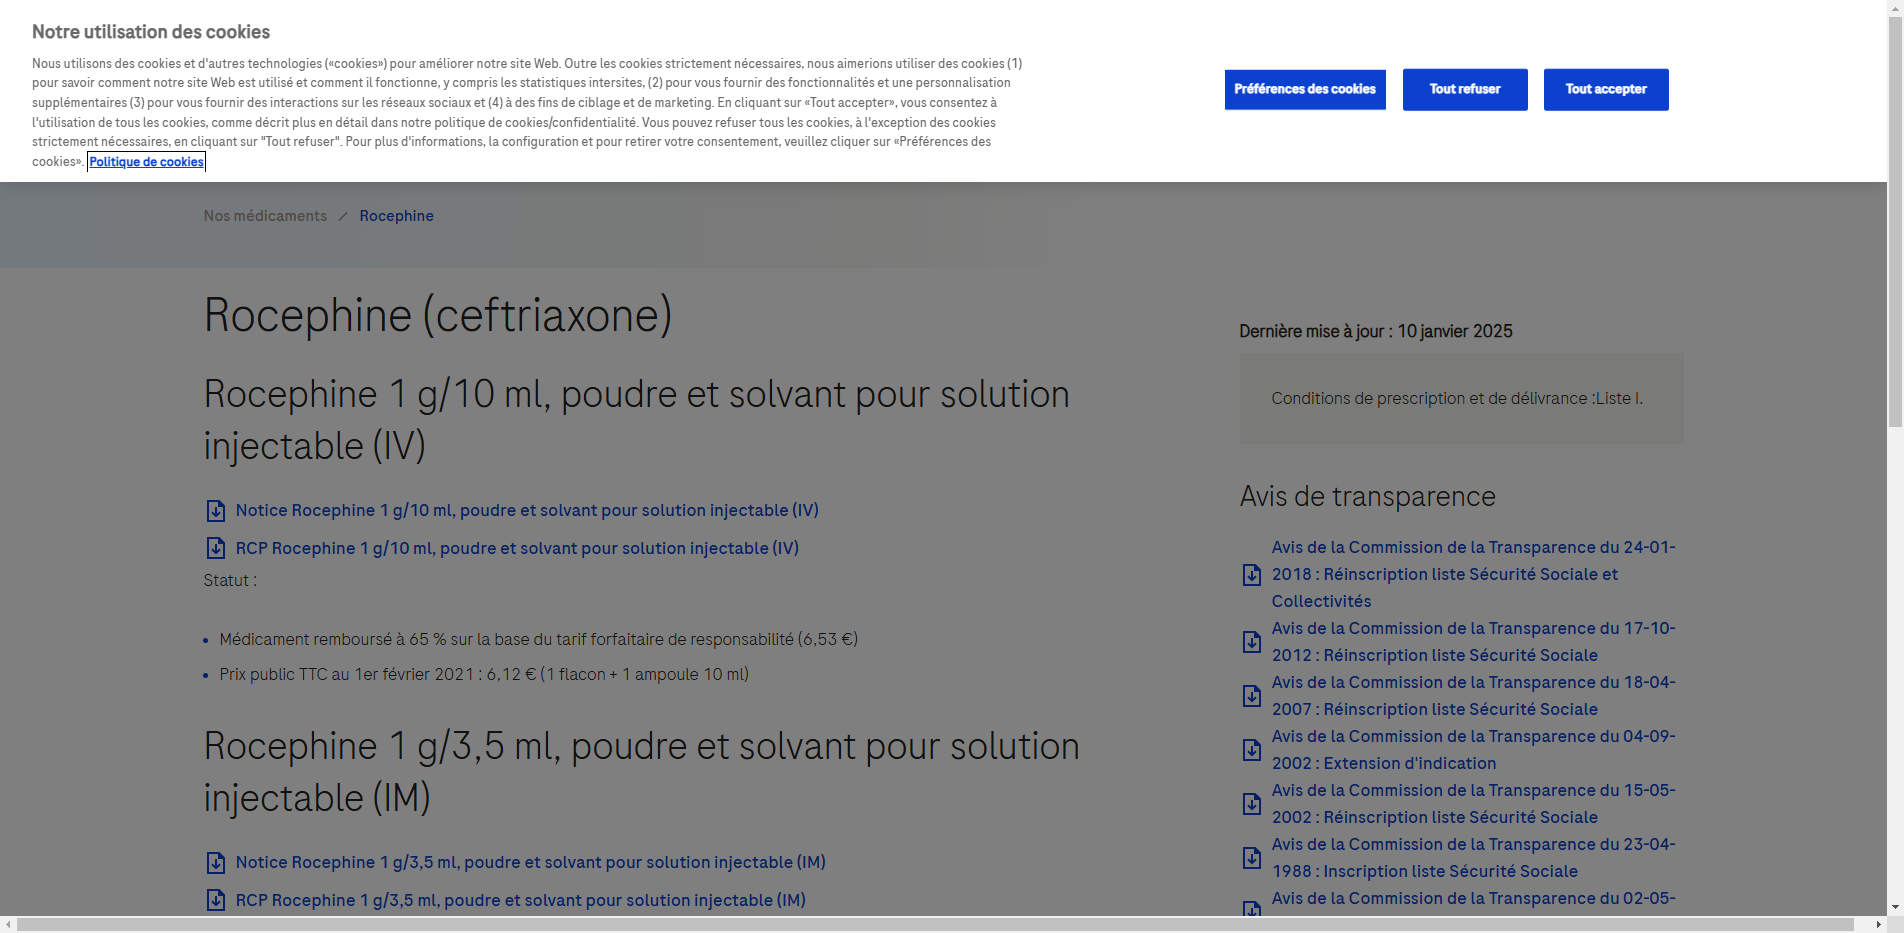 Notre utilisation des cookies
Nous utilisons des cookies et d'autres technologies («cookies») pour améliorer notre site Web. Outre les cookies strictement nécessaires, nous aimerions utiliser des cookies (1)
pour savoir comment notre site Web est utilisé et comment il fonctionne, y compris les statistiques intersites, (2) pour vous fournir des fonctionnalités et une personnalisation
supplémentaires (3) pour vous fournir des interactions sur les réseaux sociaux et (4) à des fins de ciblage et de marketing. En cliquant sur «Tout accepter», vous consentez à
l'utilisation de tous les cookies, comme décrit plus en détail dans notre politique de cookies/confidentialité. Vous pouvez refuser tous les cookies, à l'exception des cookies
strictement nécessaires, en cliquant sur "Tout refuser". Pour plus d'informations, la configuration et pour retirer votre consentement, veuillez cliquer sur «Préférences des
cookies». Politique de cookies
Préférences des cookies
Tout refuser
Tout accepter
Nos médicaments / Rocephine
Rocephine (ceftriaxone)
Rocephine 1 g/10 ml, poudre et solvant pour solution
injectable (IV)
Notice Rocephine 1 g/10 ml, poudre et solvant pour solution injectable (IV)
RCP Rocephine 1 g/10 ml, poudre et solvant pour solution injectable (IV)
Statut :
Médicament remboursé à 65 % sur la base du tarif forfaitaire de responsabilité (6,53 €)
Prix public TTC au 1er février 2021 : 6,12 € (1 flacon + 1 ampoule 10 ml)
Rocephine 1 g/3,5 ml, poudre et solvant pour solution
injectable (IM)
Notice Rocephine 1 g/3,5 ml, poudre et solvant pour solution injectable (IM)
RCP Rocephine 1 g/3,5 ml, poudre et solvant pour solution injectable (IM)
Dernière mise à jour : 10 janvier 2025
Conditions de prescription et de délivrance :Liste I.
Avis de transparence
Avis de la Commission de la Transparence du 24-01-
2018 : Réinscription liste Sécurité Sociale et
Collectivités
Avis de la Commission de la Transparence du 17-10-
2012 : Réinscription liste Sécurité Sociale
Avis de la Commission de la Transparence du 18-04-
2007 : Réinscription liste Sécurité Sociale
Avis de la Commission de la Transparence du 04-09-
2002 : Extension d'indication
Avis de la Commission de la Transparence du 15-05-
2002 : Réinscription liste Sécurité Sociale
Avis de la Commission de la Transparence du 23-04-
1988 : Inscription liste Sécurité Sociale
Avis de la Commission de la Transparence du 02-05-